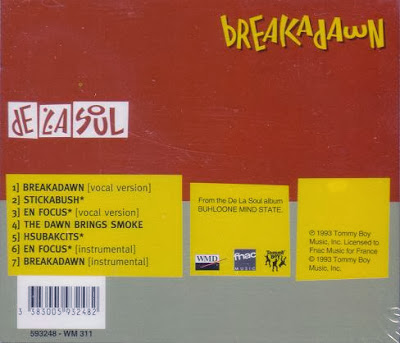 BREAKADAWN
DE LA SOUL
1] BREAKADAWN [vocal version]
2] STICKABUSH*
3] EN FOCUS* [vocal version]
4] THE DAWN BRINGS SMOKE
5] HSUBAKCITS*
6] EN FOCUS* [instrumental]
7] BREAKADAWN [instrumental]
From the De La Soul album
BUHLOONE MIND STATE.
WMD
fnac
MUSIC
Tommy
BOY
℗ 1993 Tommy Boy
Music, Inc. Licensed to
Fnac Music for France
© 1993 Tommy Boy
Music, Inc.
3 383005 932482
593248 - WM 311